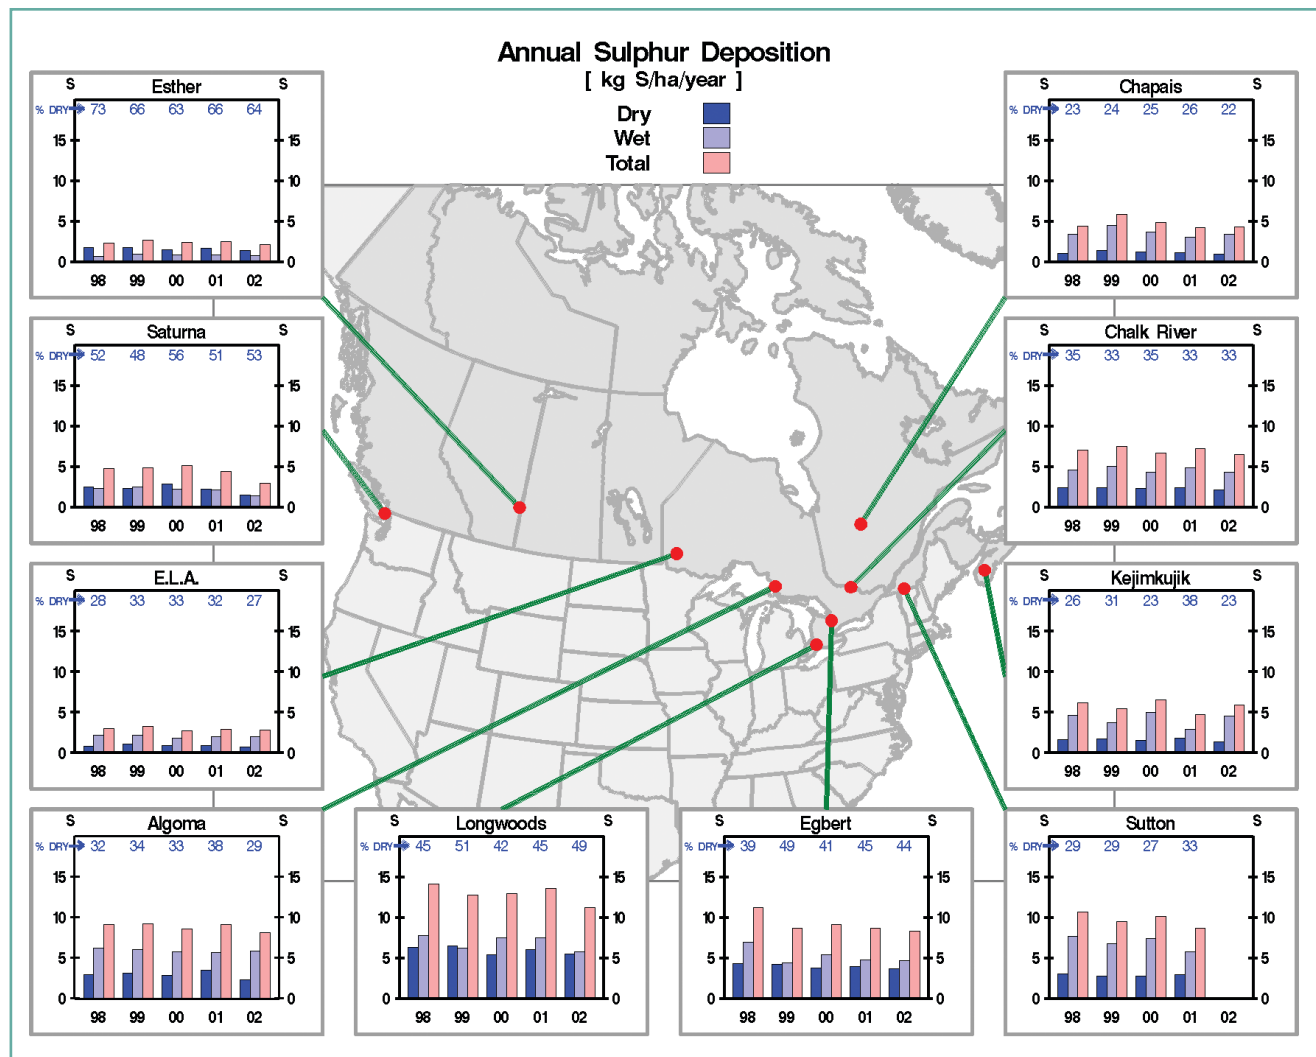 Annual Sulphur Deposition
[ kg S/ha/year ]
Dry
Wet
Total
S Esther S
% DRY 73 66 63 66 64
15 15
10 10
5 5
0 0
98 99 00 01 02
S Saturna S
% DRY 52 48 56 51 53
15 15
10 10
5 5
0 0
98 99 00 01 02
S E.L.A. S
% DRY 28 33 33 32 27
15 15
10 10
5 5
0 0
98 99 00 01 02
S Algoma S
% DRY 32 34 33 38 29
15 15
10 10
5 5
0 0
98 99 00 01 02
S Longwoods S
% DRY 45 51 42 45 49
15 15
10 10
5 5
0 0
98 99 00 01 02
S Egbert S
% DRY 39 49 41 45 44
15 15
10 10
5 5
0 0
98 99 00 01 02
S Chapais S
% DRY 23 24 25 26 22
15 15
10 10
5 5
0 0
98 99 00 01 02
S Chalk River S
% DRY 35 33 35 33 33
15 15
10 10
5 5
0 0
98 99 00 01 02
S Kejimkujik S
% DRY 26 31 23 38 23
15 15
10 10
5 5
0 0
98 99 00 01 02
S Sutton S
% DRY 29 29 27 33
15 15
10 10
5 5
0 0
98 99 00 01 02